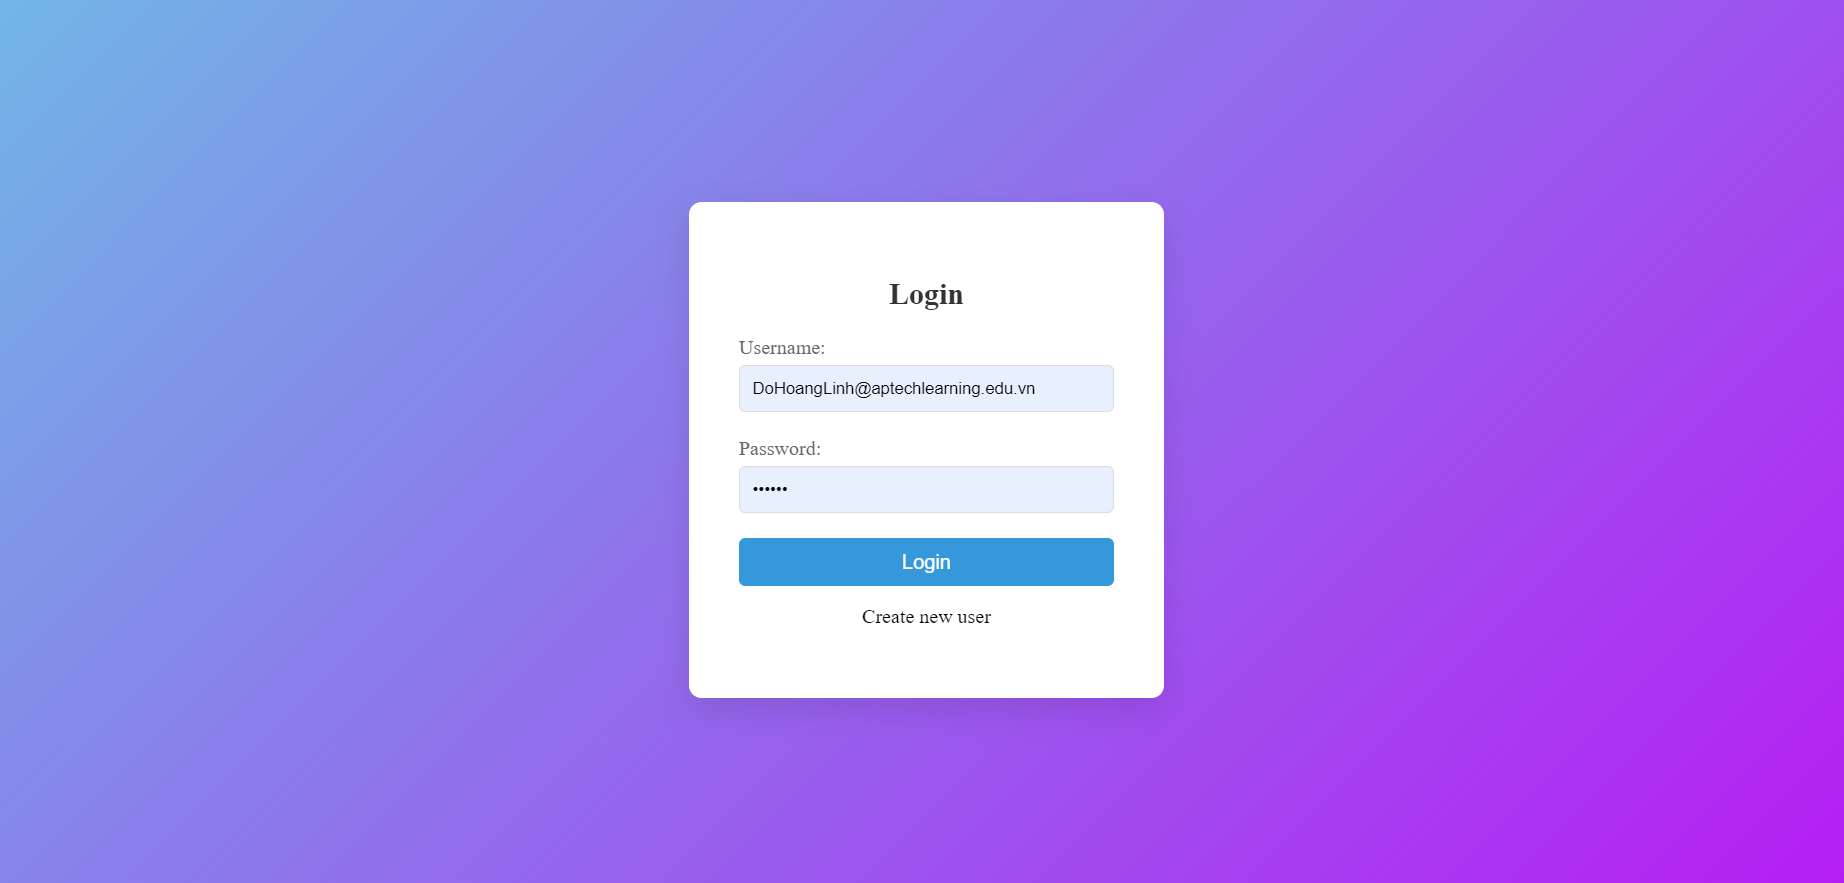 Login
Username:
DoHoangLinh@aptechlearning.edu.vn
Password:
••••••
Login
Create new user